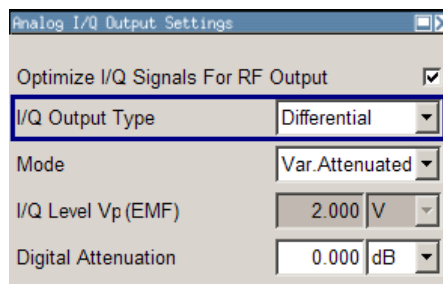 Analog I/Q Output Settings
Optimize I/Q Signals For RF Output
I/Q Output Type Differential
Mode Var.Attenuated
I/Q Level Vp (EMF) 2.000 V
Digital Attenuation 0.000 dB